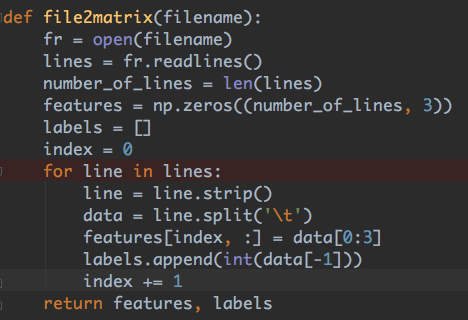 def file2matrix(filename):
    fr = open(filename)
    lines = fr.readlines()
    number_of_lines = len(lines)
    features = np.zeros((number_of_lines, 3))
    labels = []
    index = 0
    for line in lines:
        line = line.strip()
        data = line.split('\t')
        features[index, :] = data[0:3]
        labels.append(int(data[-1]))
        index += 1
    return features, labels